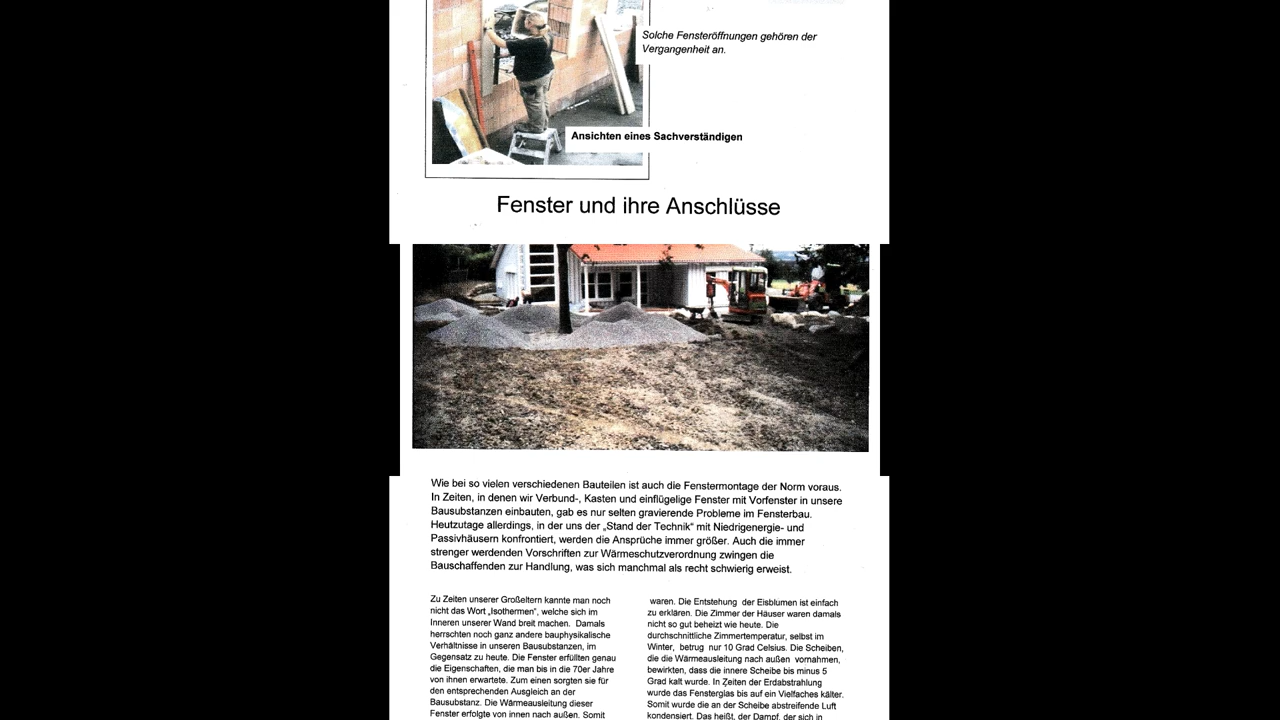 Solche Fensteröffnungen gehören der
Vergangenheit an.
Ansichten eines Sachverständigen
Fenster und ihre Anschlüsse
Wie bei so vielen verschiedenen Bauteilen ist auch die Fenstermontage der Norm voraus.
In Zeiten, in denen wir Verbund-, Kasten und einflügelige Fenster mit Vorfenster in unsere
Bausubstanzen einbauten, gab es nur selten gravierende Probleme im Fensterbau.
Heutzutage allerdings, in der uns der „Stand der Technik“ mit Niedrigenergie- und
Passivhäusern konfrontiert, werden die Ansprüche immer größer. Auch die immer
strenger werdenden Vorschriften zur Wärmeschutzverordnung zwingen die
Bauschaffenden zur Handlung, was sich manchmal als recht schwierig erweist.
Zu Zeiten unserer Großeltern kannte man noch
nicht das Wort „Isothermen“, welche sich im
Inneren unserer Wand breit machen. Damals
herrschten noch ganz andere bauphysikalische
Verhältnisse in unseren Bausubstanzen, im
Gegensatz zu heute. Die Fenster erfüllten genau
die Eigenschaften, die man bis in die 70er Jahre
von ihnen erwartete. Zum einen sorgten sie für
den entsprechenden Ausgleich an der
Bausubstanz. Die Wärmeausleitung dieser
Fenster erfolgte von innen nach außen. Somit
waren. Die Entstehung der Eisblumen ist einfach
zu erklären. Die Zimmer der Häuser waren damals
nicht so gut beheizt wie heute. Die
durchschnittliche Zimmertemperatur, selbst im
Winter, betrug nur 10 Grad Celsius. Die Scheiben,
die die Wärmeausleitung nach außen vornahmen,
bewirkten, dass die innere Scheibe bis minus 5
Grad kalt wurde. In Zeiten der Erdabstrahlung
wurde das Fensterglas bis auf ein Vielfaches kälter.
Somit wurde die an der Scheibe abstreifende Luft
kondensiert. Das heißt, der Dampf, der sich in